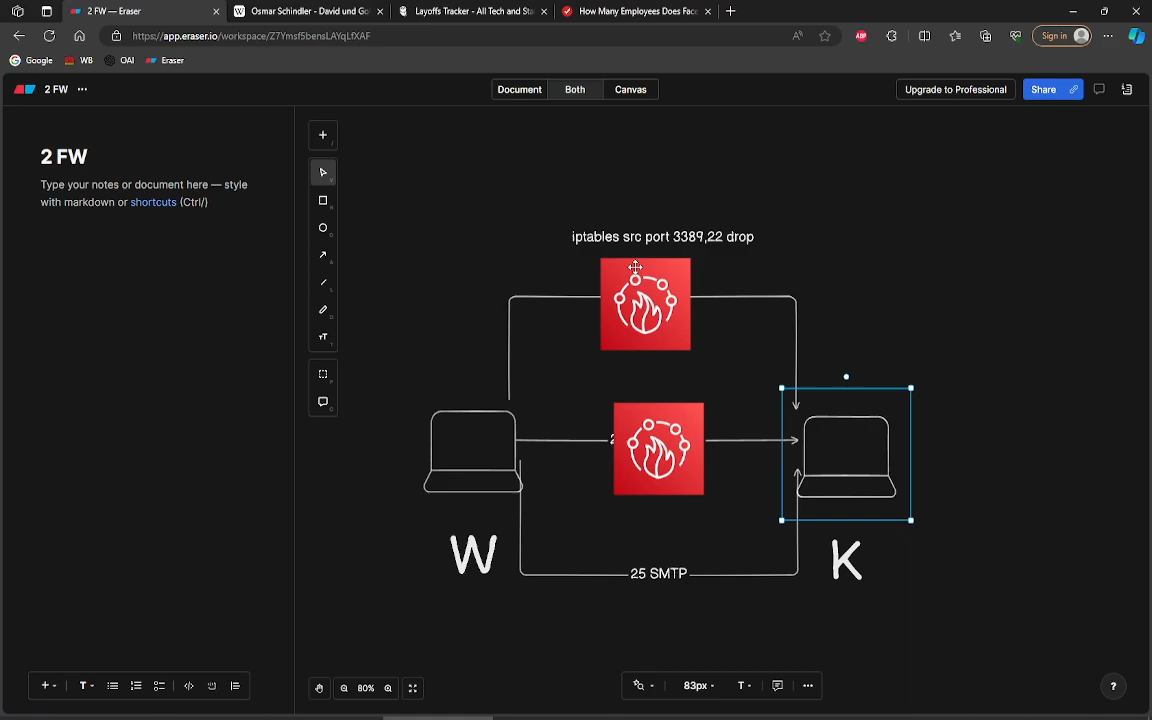 2 FW — Eraser
Osmar Schindler - David und Go
Layoffs Tracker - All Tech and Sta
How Many Employees Does Fac
https://app.eraser.io/workspace/Z7Ymsf5bensLAYqLfXAF
Sign in
Google
WB
OAI
Eraser
2 FW
Document
Both
Canvas
Upgrade to Professional
Share
2 FW
Type your notes or document here — style
with markdown or shortcuts (Ctrl/)
iptables src port 3389,22 drop
W
K
25 SMTP
T
80%
83px
T
?